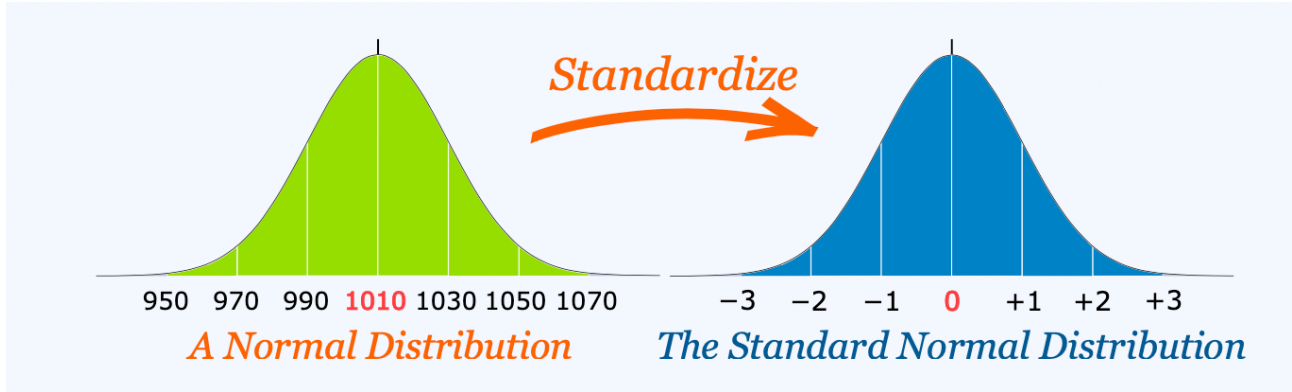 Standardize
950 970 990 1010 1030 1050 1070
−3 −2 −1 0 +1 +2 +3
A Normal Distribution
The Standard Normal Distribution